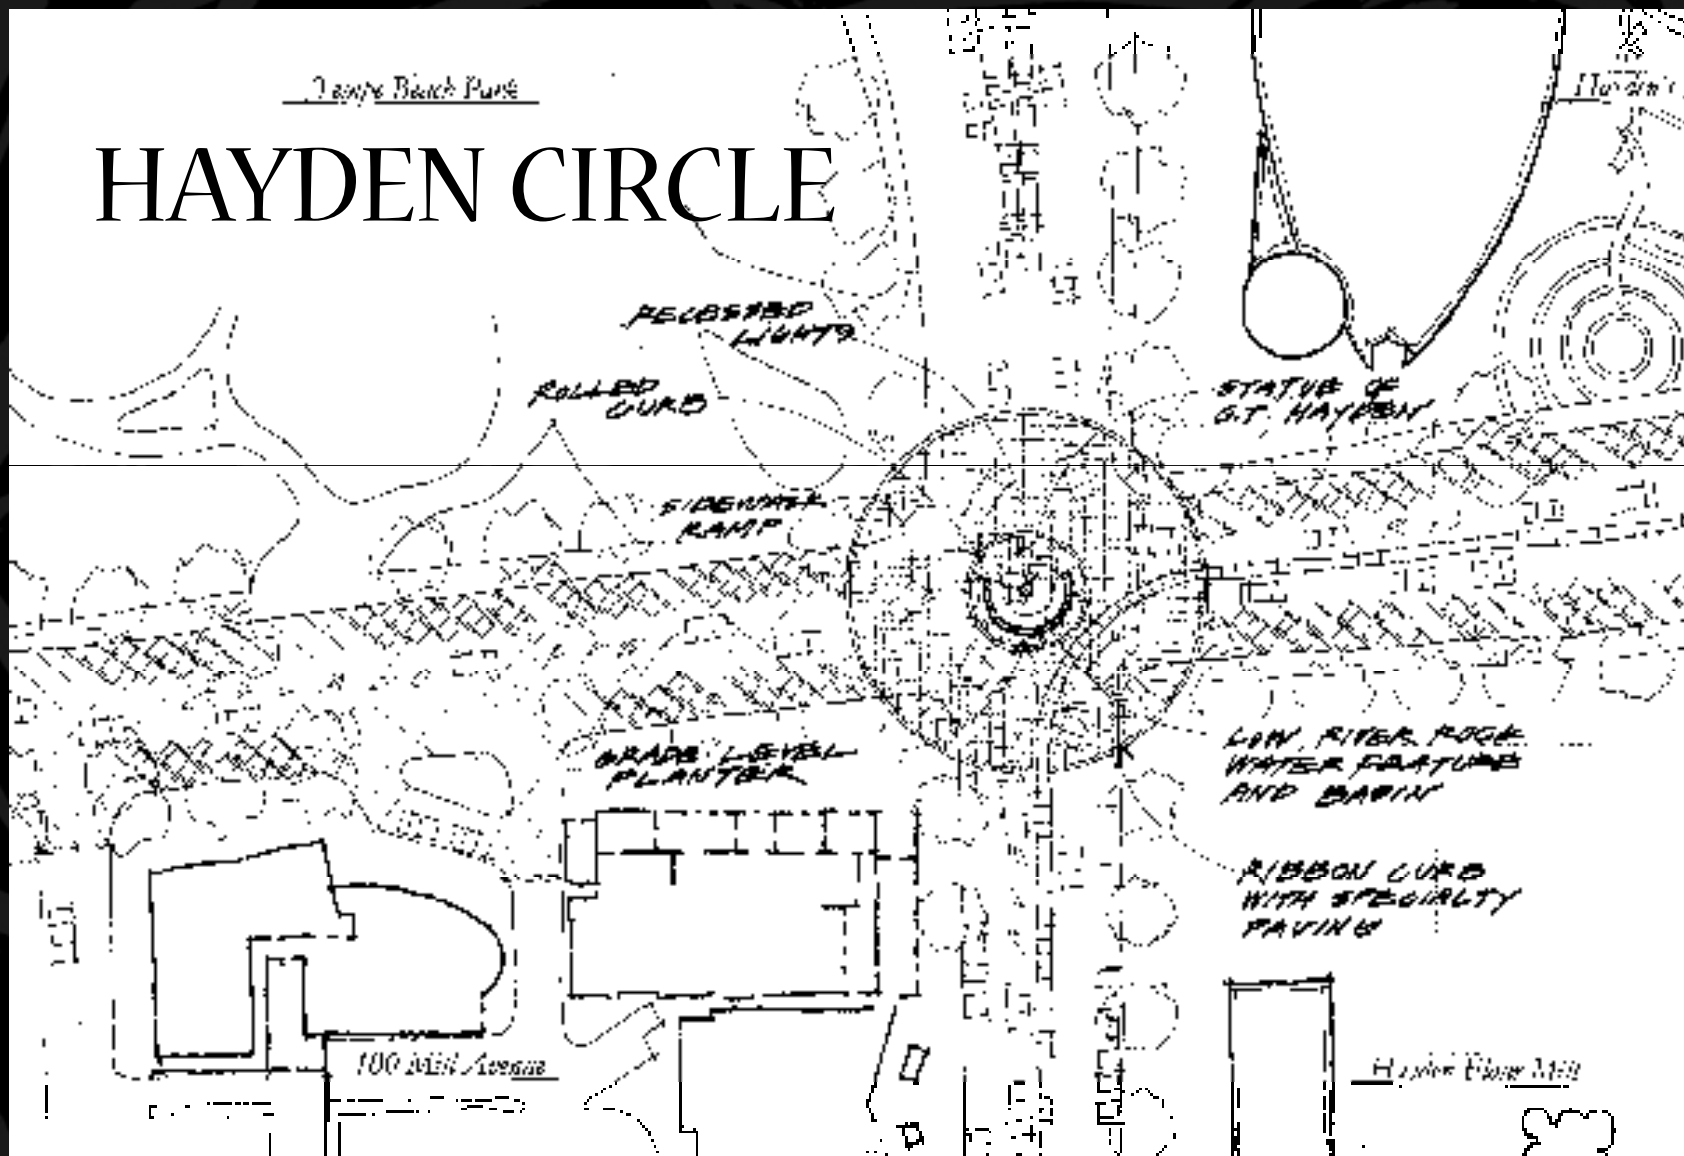 Tempe Beach Park
HAYDEN CIRCLE
RECESSED
LIGHTS
ROLLED
CURB
STATUE OF
G.T. HAYDEN
SIDEWALK
RAMP
GRADE LEVEL
PLANTER
LOW RIVER ROCK
WATER FEATURE
AND BASIN
RIBBON CURB
WITH SPECIALTY
PAVING
100 Mill Avenue
Hayden Flour Mill